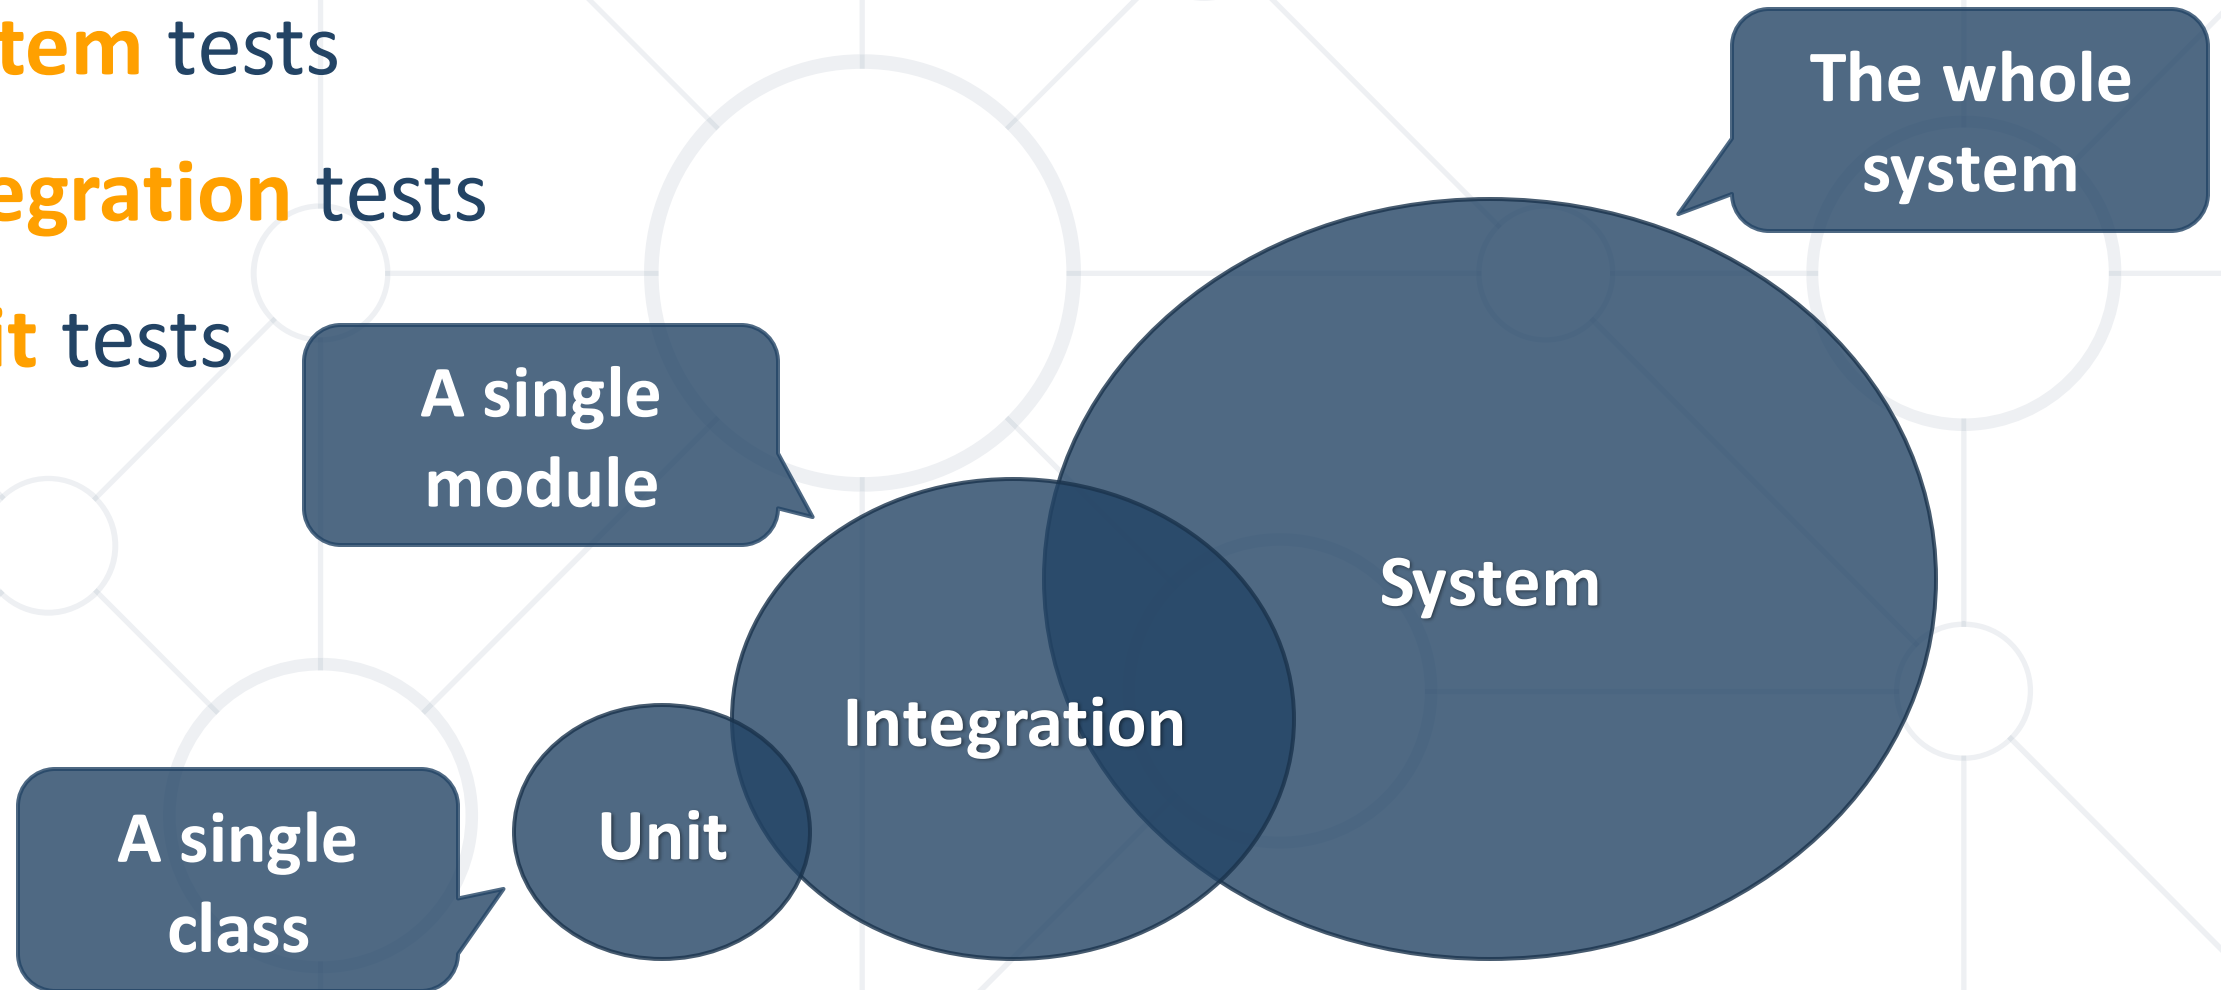 tem tests
egration tests
it tests
The whole
system
A single
module
System
Integration
Unit
A single
class